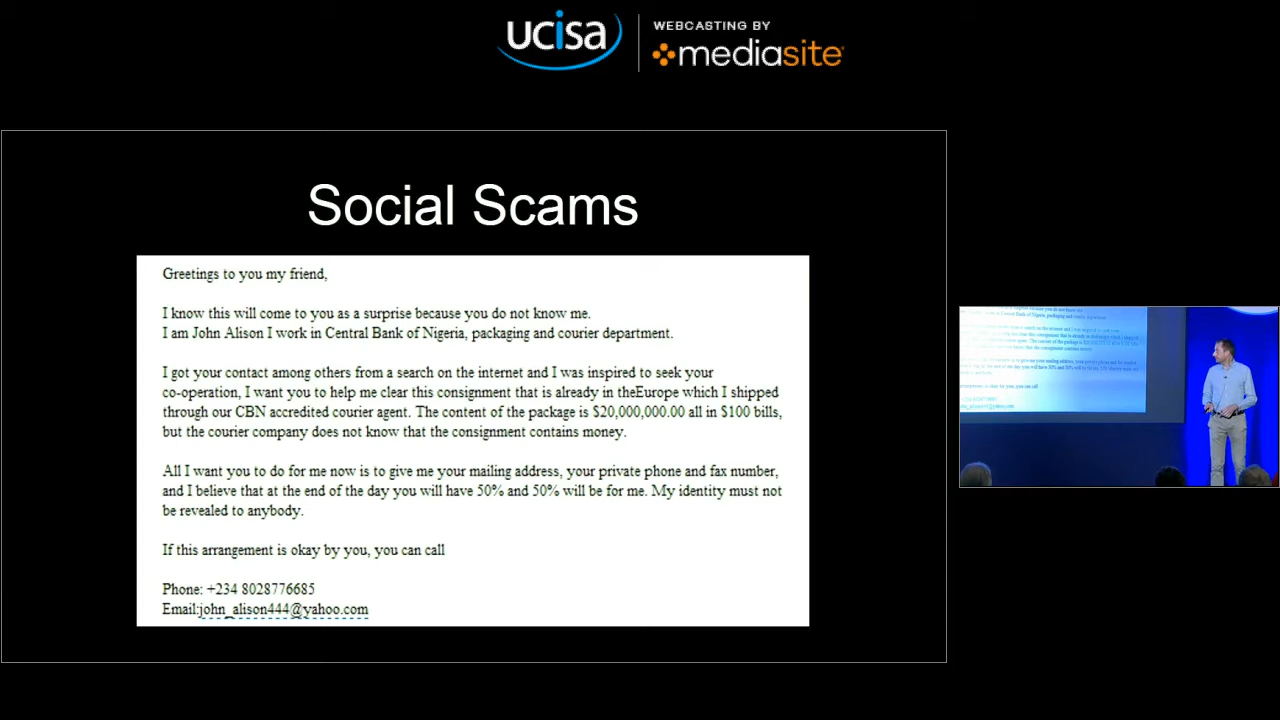 ucisa
WEBCASTING BY
mediasite
Social Scams
Greetings to you my friend,
I know this will come to you as a surprise because you do not know me.
I am John Alison I work in Central Bank of Nigeria, packaging and courier department.
I got your contact among others from a search on the internet and I was inspired to seek your
co-operation, I want you to help me clear this consignment that is already in theEurope which I shipped
through our CBN accredited courier agent. The content of the package is $20,000,000.00 all in $100 bills,
but the courier company does not know that the consignment contains money.
All I want you to do for me now is to give me your mailing address, your private phone and fax number,
and I believe that at the end of the day you will have 50% and 50% will be for me. My identity must not
be revealed to anybody.
If this arrangement is okay by you, you can call
Phone: +234 8028776685
Email:john_alison444@yahoo.com